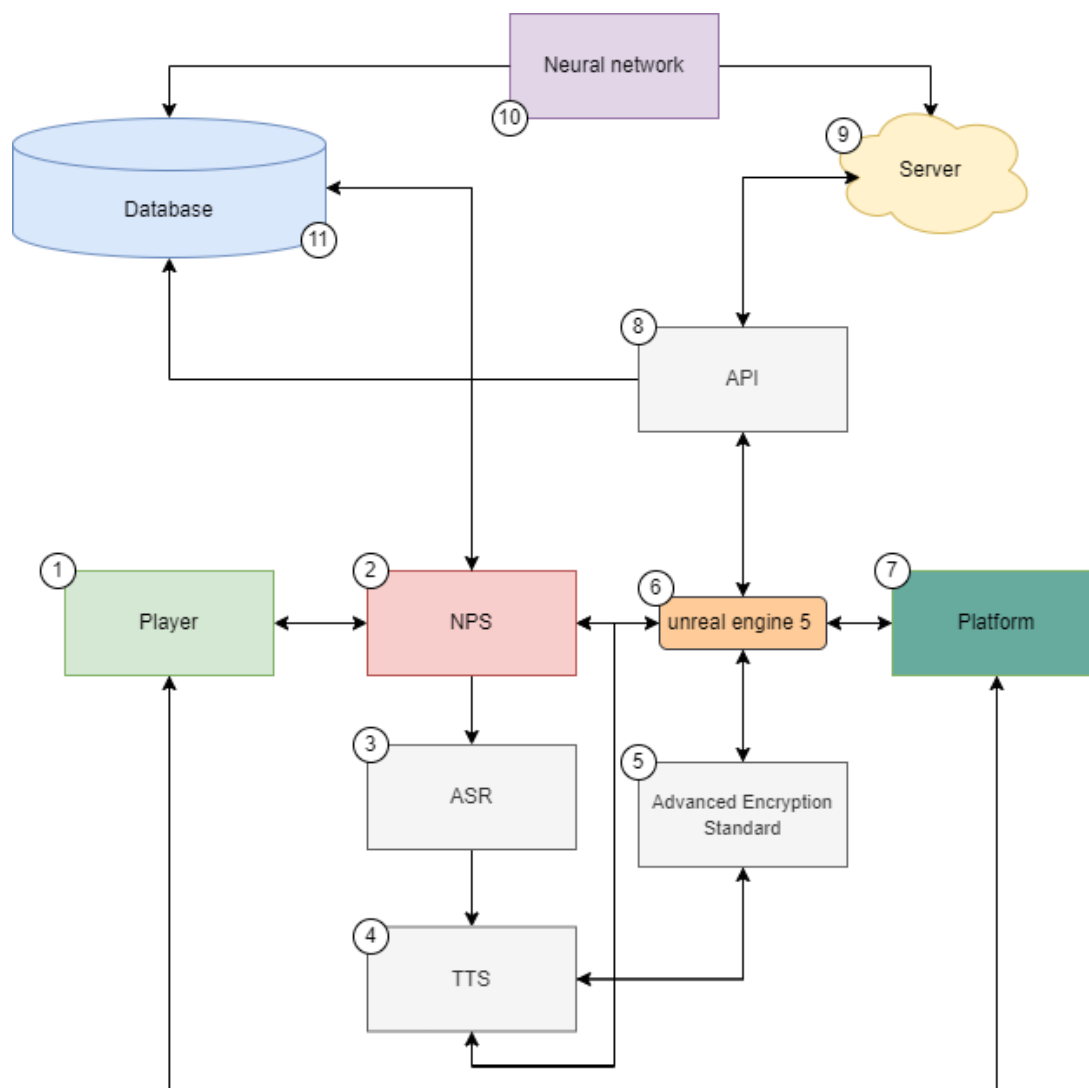 Neural network
10
9
Server
Database
11
8
API
1
Player
2
NPS
6
unreal engine 5
7
Platform
3
ASR
5
Advanced Encryption
Standard
4
TTS